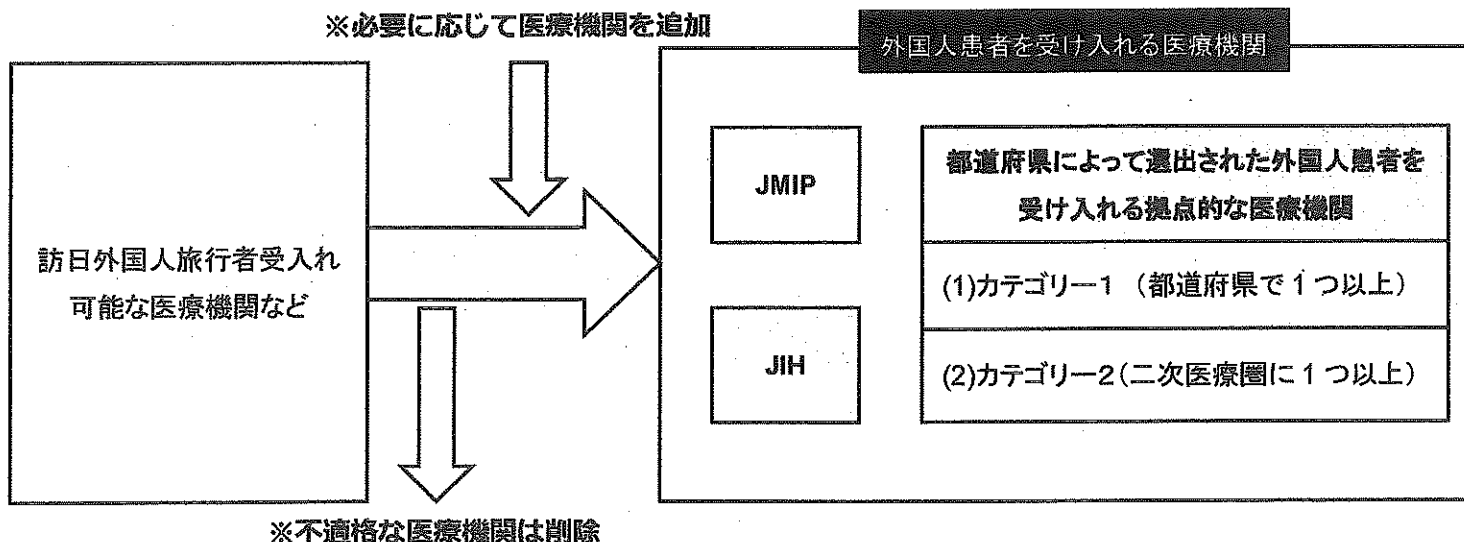 ※必要に応じて医療機関を追加
外国人患者を受け入れる医療機関
訪日外国人旅行者受入れ
可能な医療機関など
JMIP
JIH
都道府県によって選出された外国人患者を
受け入れる拠点的な医療機関
(1)カテゴリー1 （都道府県で1つ以上）
(2)カテゴリー2（二次医療圏に1つ以上）
※不適格な医療機関は削除